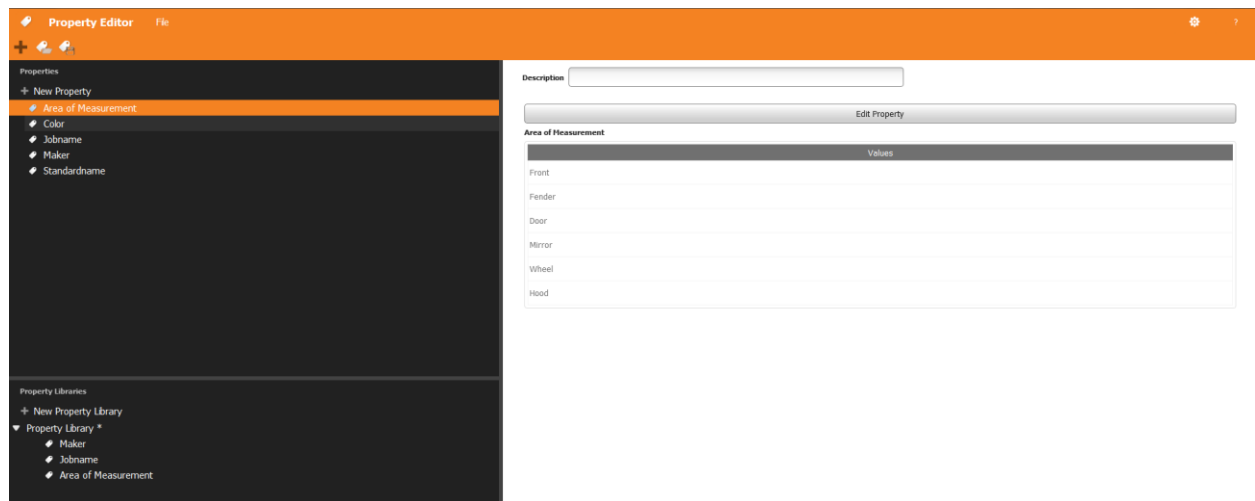 Property Editor File ?
Properties
+ New Property
Area of Measurement
Color
Jobname
Maker
Standardname
Property Libraries
+ New Property Library
Property Library *
Maker
Jobname
Area of Measurement
Description
Edit Property
Area of Measurement
Values
Front
Fender
Door
Mirror
Wheel
Hood